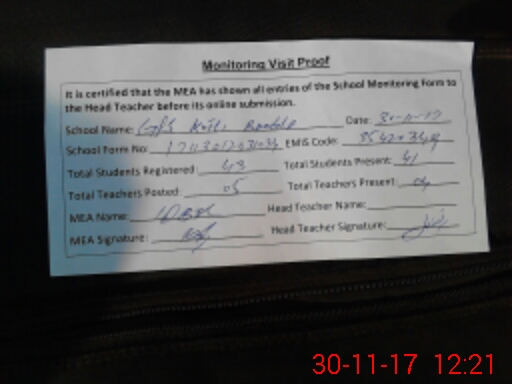 Monitoring Visit Proof
It is certified that the MEA has shown all entries of the School Monitoring Form to
the Head Teacher before its online submission.
School Name: GPS Date: 30-11-17
School Form No: EMIS Code:
Total Students Registered: 43 Total Students Present: 41
Total Teachers Posted: 05 Total Teachers Present: 04
MEA Name: Head Teacher Name:
MEA Signature: Head Teacher Signature:
30-11-17 12:21